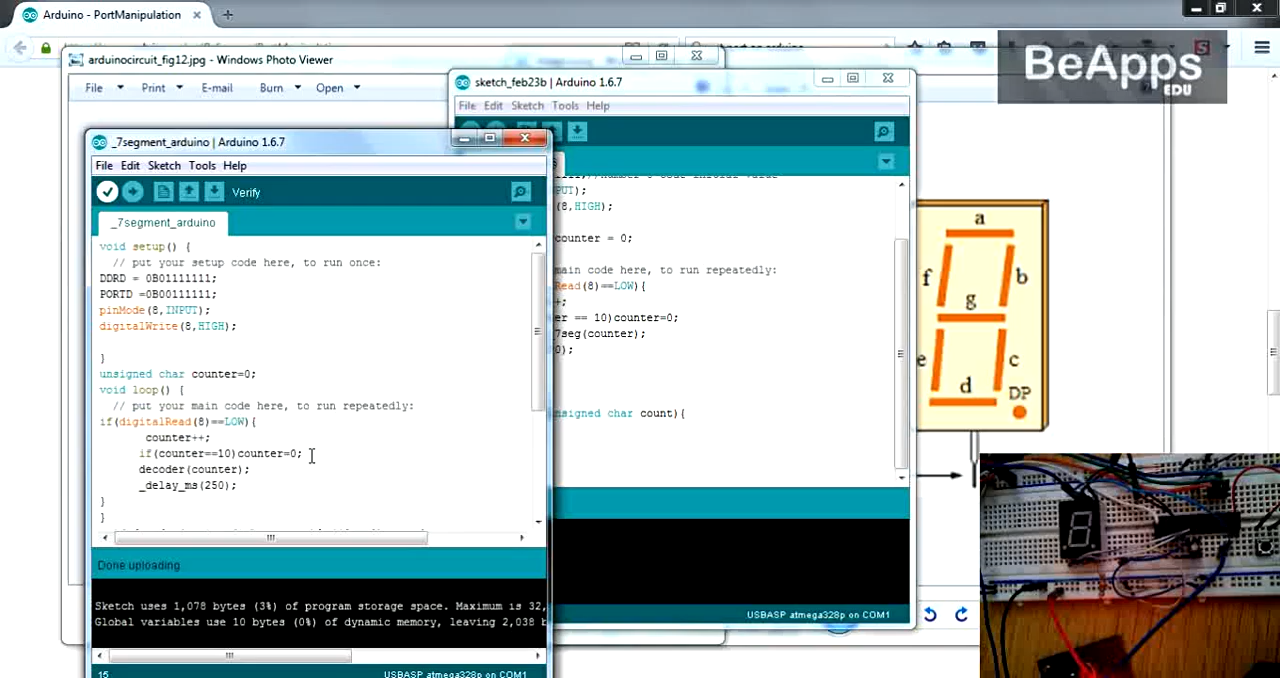 Arduino - PortManipulation
BeApps
EDU
arduinocircuit_fig12.jpg - Windows Photo Viewer
File Print E-mail Burn Open
sketch_feb23b | Arduino 1.6.7
File Edit Sketch Tools Help
(8,HIGH);
counter = 0;
main code here, to run repeatedly:
Read(8)==LOW){
er == 10)counter=0;
7seg(counter);
0);
unsigned char count){
USBASP atmega328p on COM1
_7segment_arduino | Arduino 1.6.7
File Edit Sketch Tools Help
Verify
_7segment_arduino
void setup() {
// put your setup code here, to run once:
DDRD = 0B01111111;
PORTD =0B00111111;
pinMode(8,INPUT);
digitalWrite(8,HIGH);
}
unsigned char counter=0;
void loop() {
// put your main code here, to run repeatedly:
if(digitalRead(8)==LOW){
counter++;
if(counter==10)counter=0;
decoder(counter);
_delay_ms(250);
}
}
Done uploading.
Sketch uses 1,078 bytes (3%) of program storage space. Maximum is 32,
Global variables use 10 bytes (0%) of dynamic memory, leaving 2,038 b
15
USBASP atmega328p on COM1
a
f
b
g
e
c
d
DP